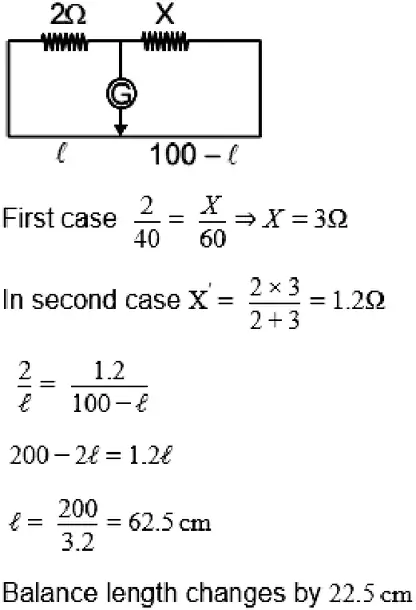 2Ω X
G
ℓ 100 – ℓ
First case 2/40 = X/60 ⇒ X = 3Ω
In second case X' = 2 × 3/2 + 3 = 1.2Ω
2/ℓ = 1.2/100 – ℓ
200 – 2ℓ = 1.2ℓ
ℓ = 200/3.2 = 62.5 cm
Balance length changes by 22.5 cm